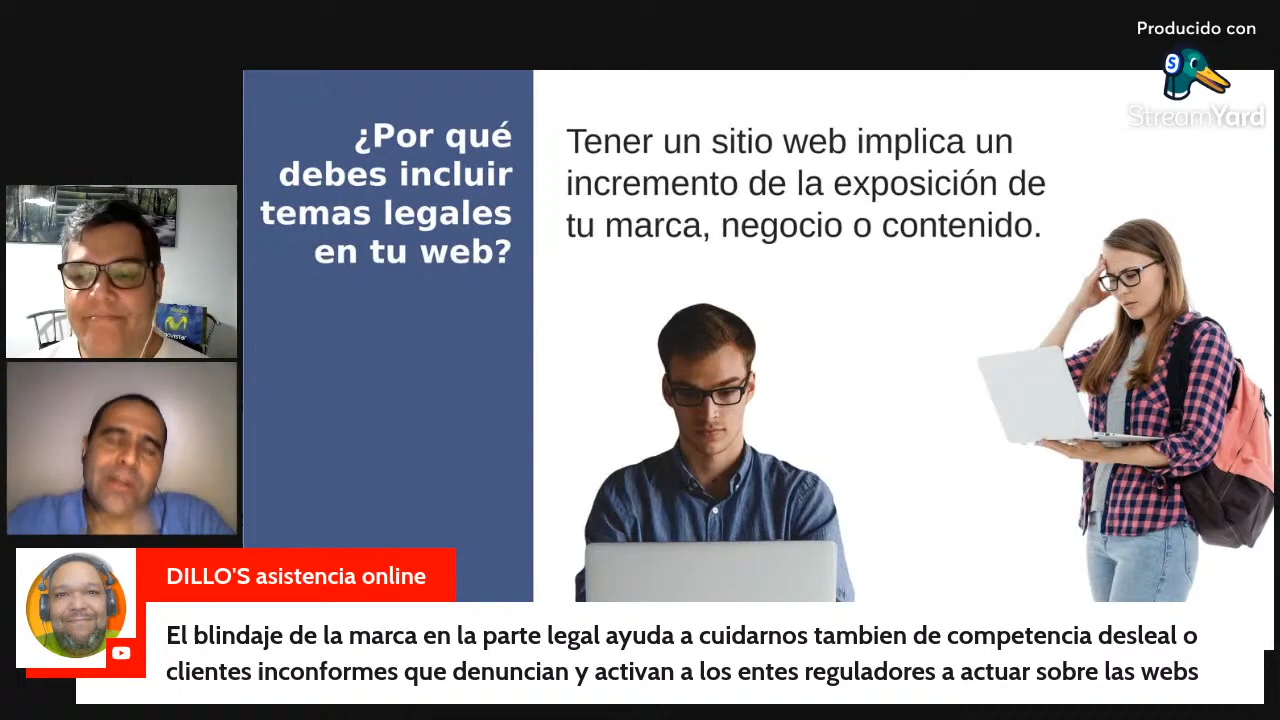 Producido con
StreamYard
¿Por qué
debes incluir
temas legales
en tu web?
Tener un sitio web implica un
incremento de la exposición de
tu marca, negocio o contenido.
DILLO'S asistencia online
El blindaje de la marca en la parte legal ayuda a cuidarnos tambien de competencia desleal o
clientes inconformes que denuncian y activan a los entes reguladores a actuar sobre las webs